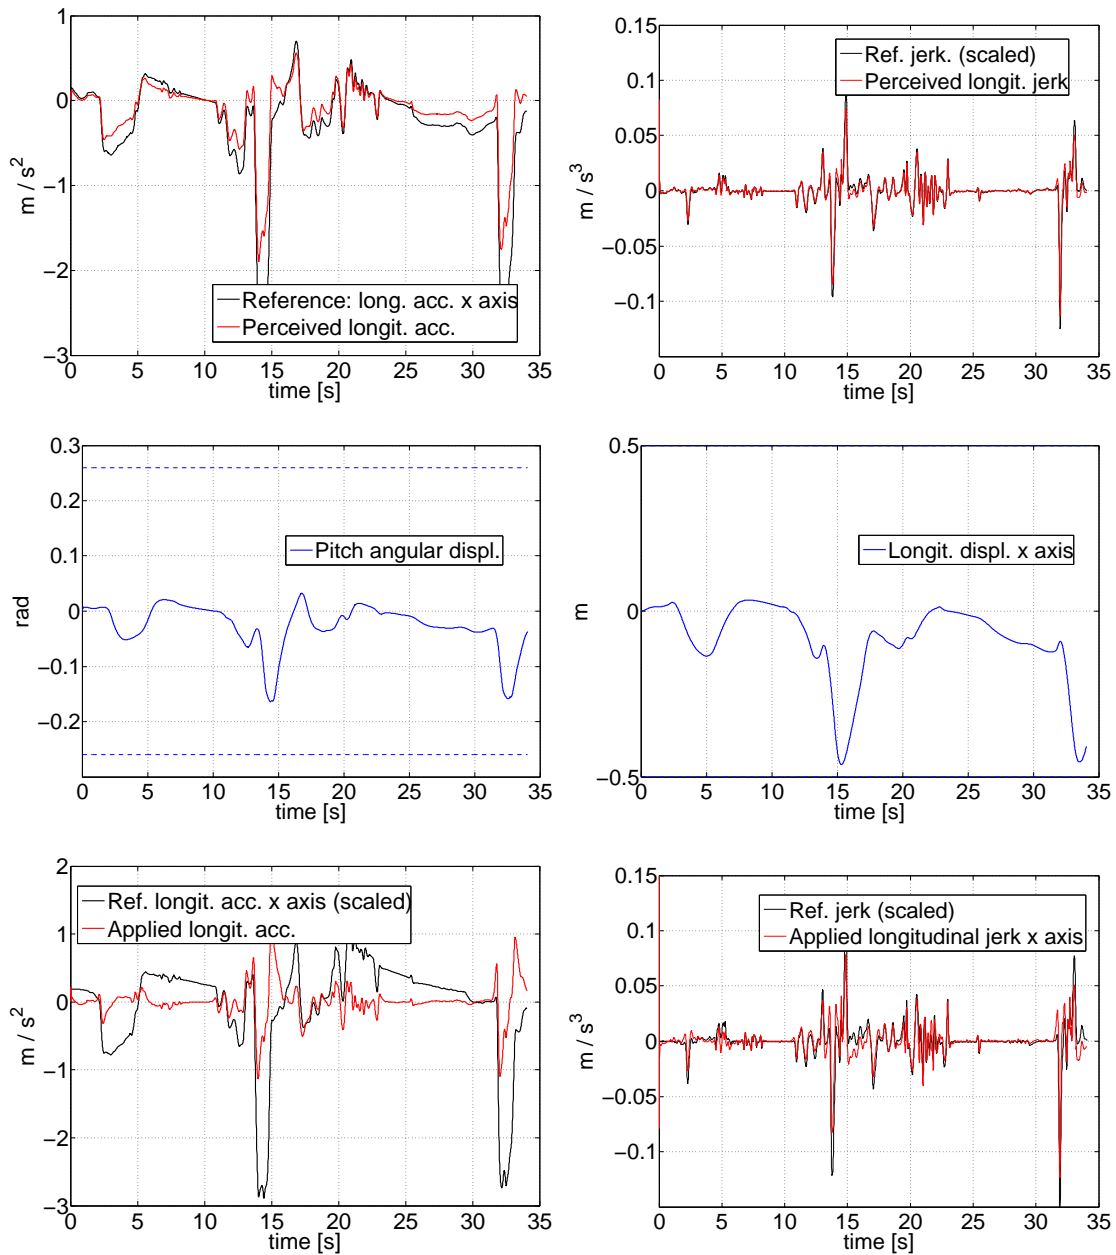 1
0
−1
−2
−3
m / s²
Reference: long. acc. x axis
Perceived longit. acc.
0 5 10 15 20 25 30 35
time [s]
0.15
0.1
0.05
0
−0.05
−0.1
m / s³
Ref. jerk. (scaled)
Perceived longit. jerk
0 5 10 15 20 25 30 35
time [s]
0.3
0.2
0.1
0
−0.1
−0.2
rad
Pitch angular displ.
0 5 10 15 20 25 30 35
time [s]
0.5
0
−0.5
m
Longit. displ. x axis
0 5 10 15 20 25 30 35
time [s]
2
1
0
−1
−2
−3
m / s²
Ref. longit. acc. x axis (scaled)
Applied longit. acc.
0 5 10 15 20 25 30 35
time [s]
0.15
0.1
0.05
0
−0.05
−0.1
m / s³
Ref. jerk (scaled)
Applied longitudinal jerk x axis
0 5 10 15 20 25 30 35
time [s]